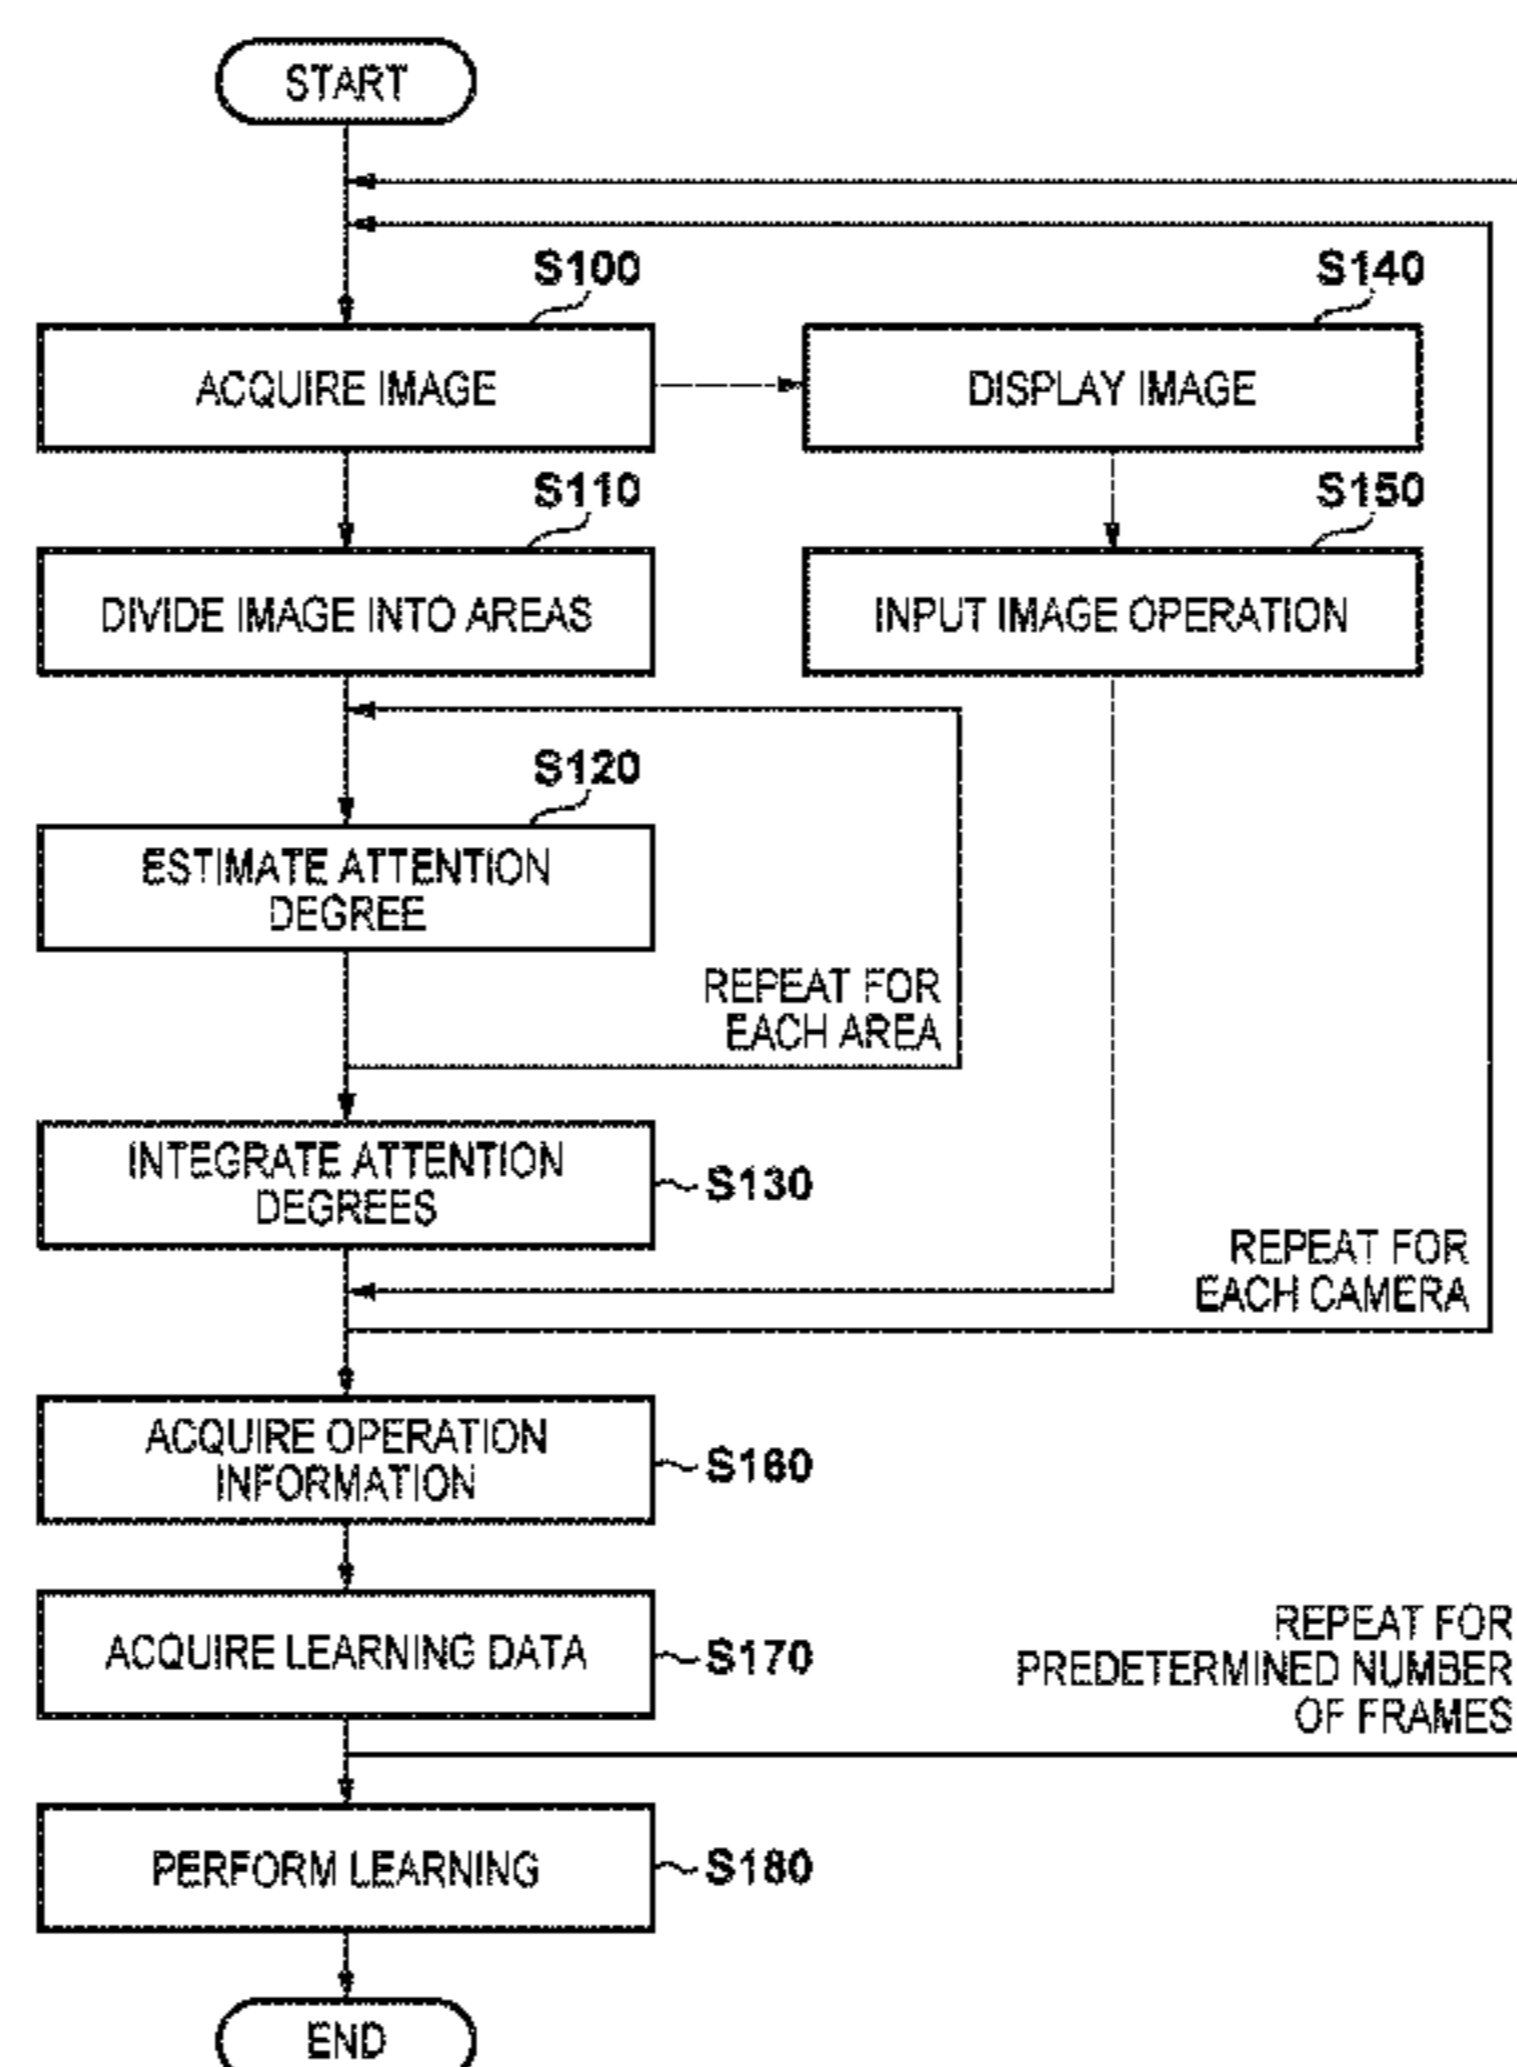 START
S100
S140
ACQUIRE IMAGE
DISPLAY IMAGE
S110
S150
DIVIDE IMAGE INTO AREAS
INPUT IMAGE OPERATION
S120
ESTIMATE ATTENTION
DEGREE
REPEAT FOR
EACH AREA
INTEGRATE ATTENTION
DEGREES
S130
REPEAT FOR
EACH CAMERA
ACQUIRE OPERATION
INFORMATION
S160
ACQUIRE LEARNING DATA
S170
REPEAT FOR
PREDETERMINED NUMBER
OF FRAMES
PERFORM LEARNING
S180
END